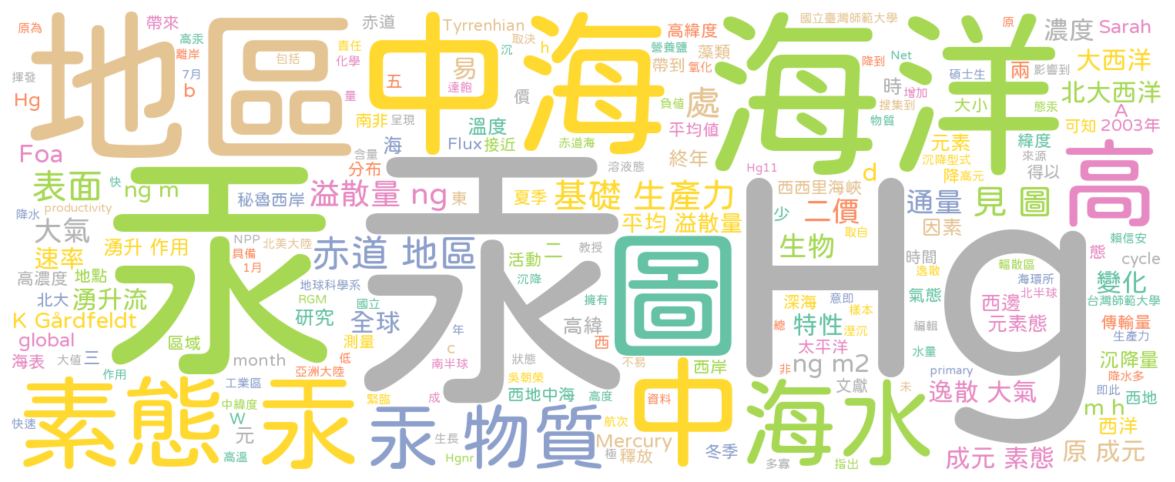 原為
帶來
赤道
Tyrrenhian
高緯度
國立臺灣師範大學
原
濃度
Sarah
高汞
離岸
責任
化學
取決
沉
h
營養鹽
藻類
Net
兩
影響到
大西洋
地區
中海
海洋
揮發
7月
包括
五
易
帶到
氫化
降到
碩士生
態汞
北大西洋
Hg
b
量
達飽
價
處
負值
時
搜集到
增加
大小
A
南非
呈現
溫度
平均值
物質
元素
緯度
可知
2003年
海
Flux
接近
赤道海
沉降型式
來源
Foa
含量
分布
終年
溶液態
Hg11
d
降
高元
得以
表面
快
ng m
溢散量 ng
東
夏季
基礎 生產力
西西里海峽
二價
通量
見 圖
高
降水
productivity
秘魯西岸
平均 溢散量
少
取自
因素
大氣
湧升 作用
NPP
北美大陸
赤道 地區
活動
二
教授
生物
時間
態
賴信安
速率
具備
1月
逸散
輻散區
cycle
高濃度
地點
地球科學系
沉降
圖
海環所
變化
北大
湧升流
RGM
國立
擁有
深海
意即
氣態
北半球
台灣師範大學
汞
汞
Hg
K Gårdfeldt
研究
全球
高緯
特性
樣本
西邊
傳輸量
global
區域
測量
年
西
總
太平洋
溼沉
編輯
元素態
生產力
海表
大值
三
month
c
狀態
不易
西岸
非
ng m2
水量
沉降量
作用
低
南半球
吳朝榮
西地中海
高度
文獻
未
primary
降水多
工業區
亞洲大陸
成
資料
逸散 大氣
即此
西地
素態 汞
中緯度
緊臨
汞 物質
中
海水
m h
快速
W
元
航次
西洋
高溫
生長
Mercury
冬季
Hgnr
極
釋放
多寡
指出
成元 素態
原 成元